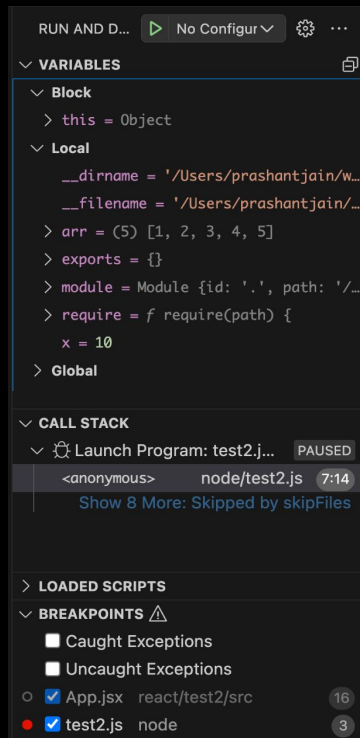 RUN AND D... No Configur
VARIABLES
Block
this = Object
Local
__dirname = '/Users/prashantjain/w…
__filename = '/Users/prashantjain/…
arr = (5) [1, 2, 3, 4, 5]
exports = {}
module = Module {id: '.', path: '/…
require = ƒ require(path) {
x = 10
Global
CALL STACK
Launch Program: test2.j... PAUSED
<anonymous> node/test2.js 7:14
Show 8 More: Skipped by skipFiles
LOADED SCRIPTS
BREAKPOINTS
Caught Exceptions
Uncaught Exceptions
App.jsx react/test2/src 16
test2.js node 3